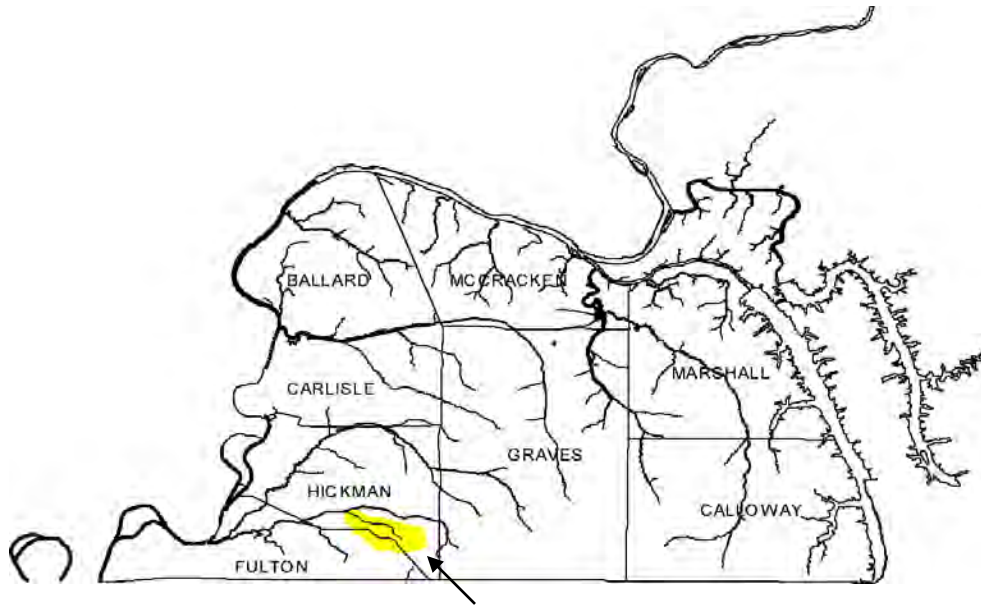 BALLARD
MCCRACKEN
CARLISLE
MARSHALL
GRAVES
HICKMAN
CALLOWAY
FULTON